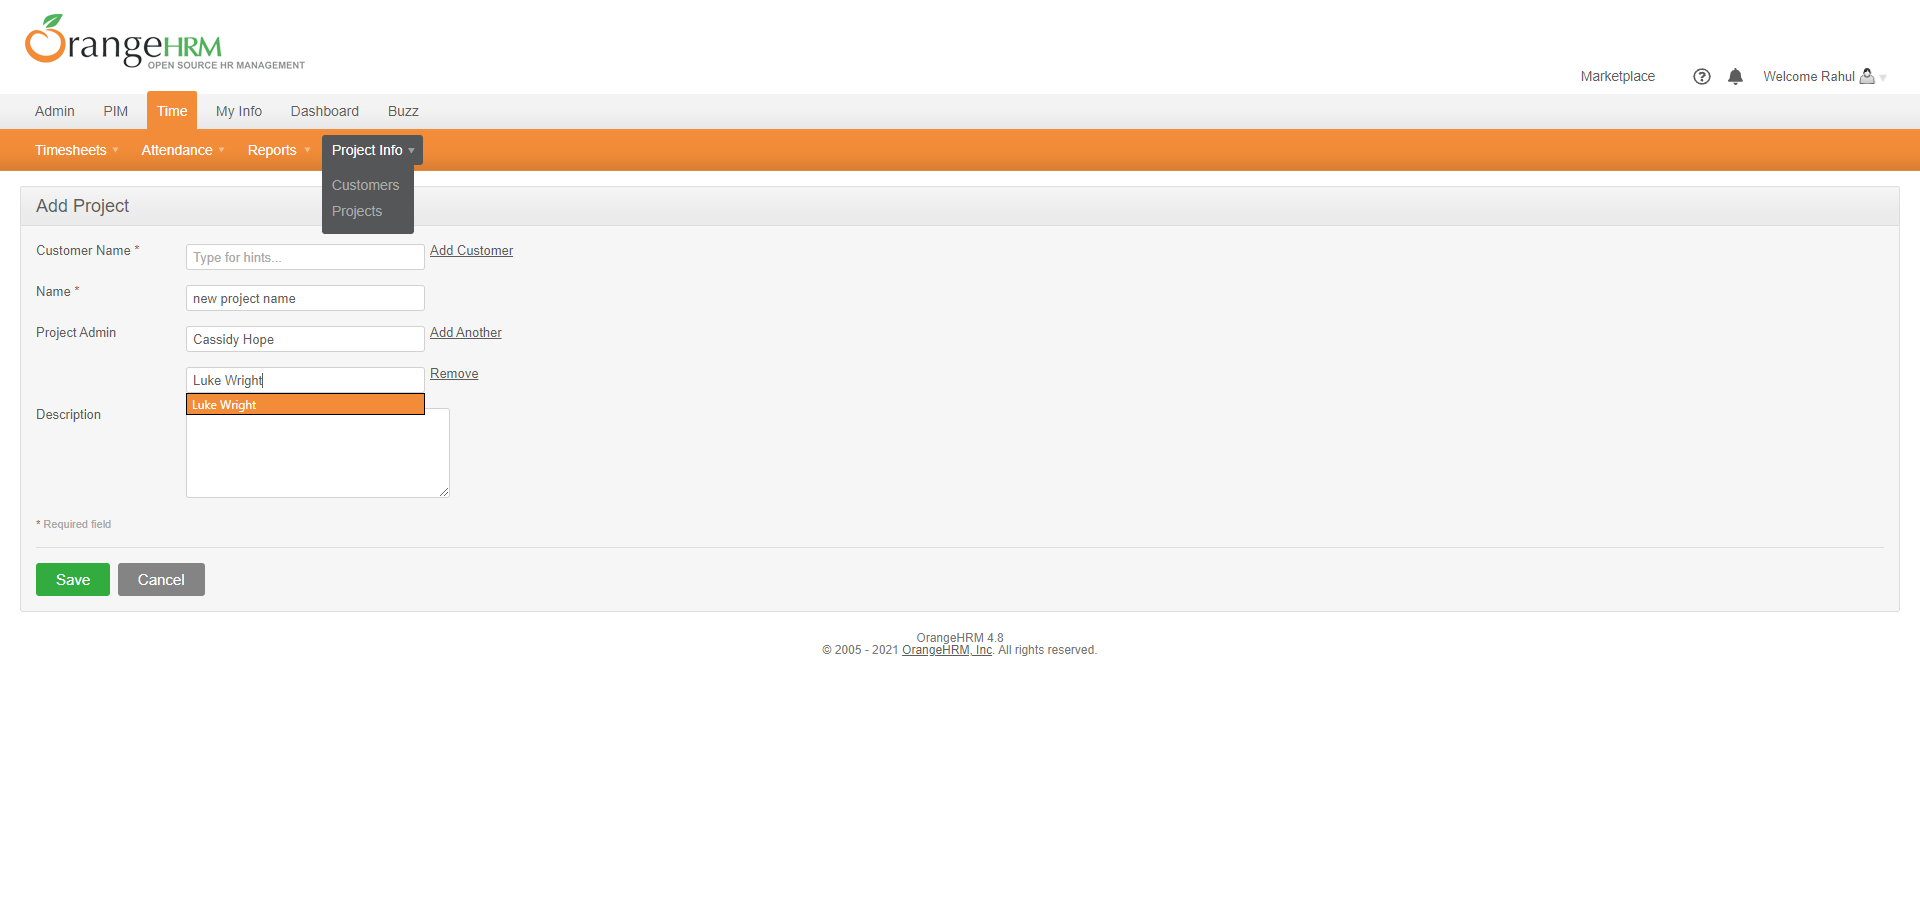 OrangeHRM
OPEN SOURCE HR MANAGEMENT
Marketplace
?
Welcome Rahul
Admin PIM Time My Info Dashboard Buzz
Timesheets Attendance Reports Project Info
Customers
Projects
Add Project
Customer Name * Type for hints... Add Customer
Name * new project name
Project Admin Cassidy Hope Add Another
Luke Wright Remove
Luke Wright
Description
* Required field
Save Cancel
OrangeHRM 4.8
© 2005 - 2021 OrangeHRM, Inc. All rights reserved.